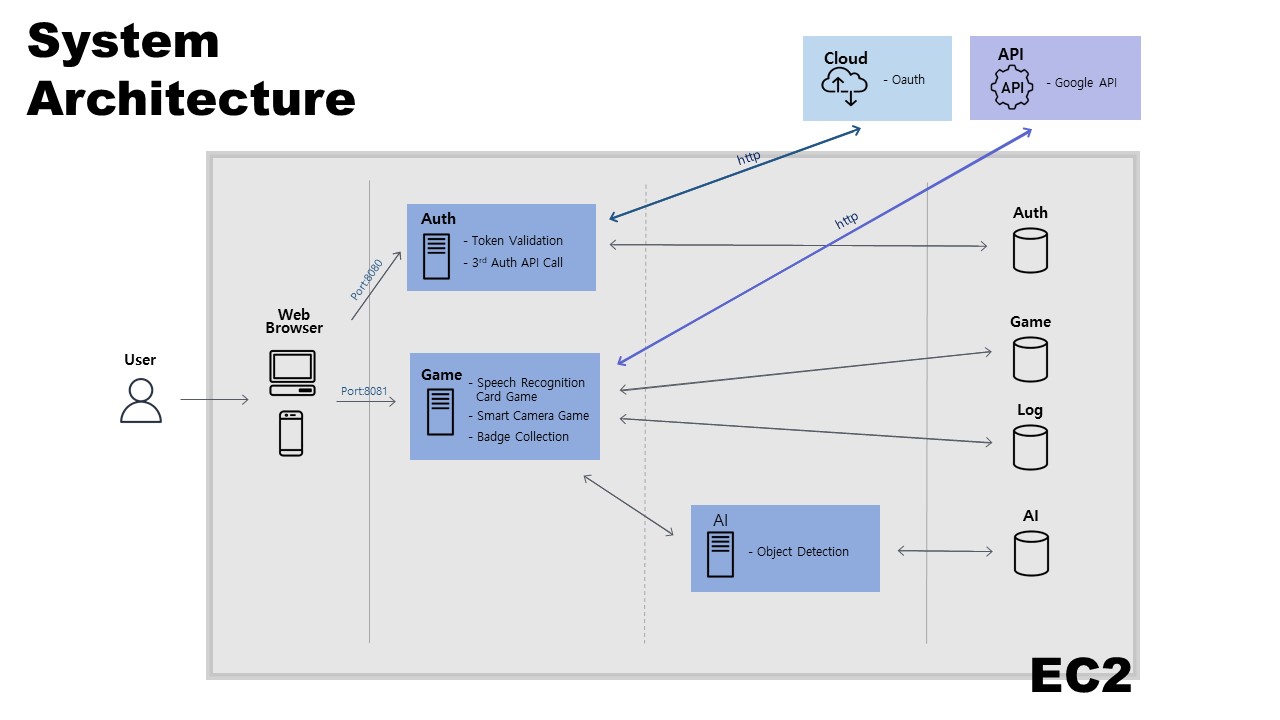 System
Architecture
Cloud
- Oauth
API
API
- Google API
http
http
Auth
- Token Validation
- 3rd Auth API Call
Auth
Port:8080
Web
Browser
User
Port:8081
Game
- Speech Recognition
Card Game
- Smart Camera Game
- Badge Collection
Game
Log
AI
- Object Detection
AI
EC2